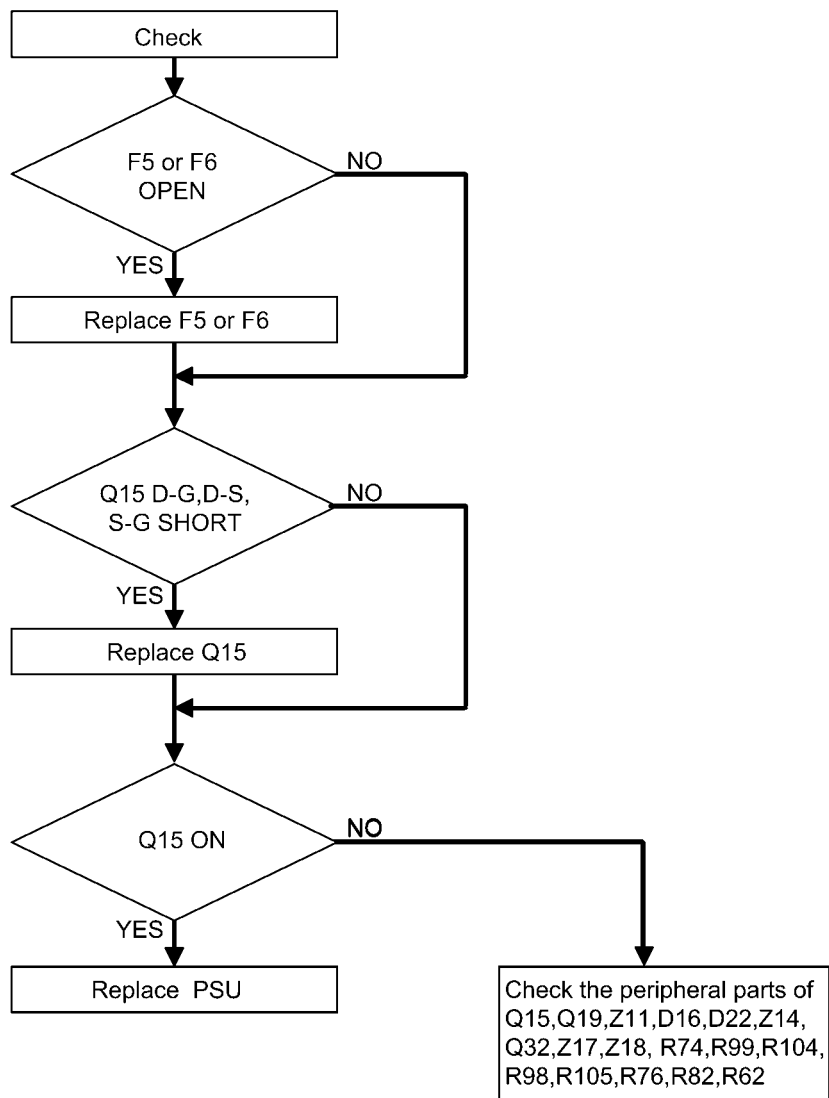 Check
F5 or F6
OPEN
NO
YES
Replace F5 or F6
Q15 D-G,D-S,
S-G SHORT
NO
YES
Replace Q15
Q15 ON
NO
YES
Replace PSU
Check the peripheral parts of
Q15,Q19,Z11,D16,D22,Z14,
Q32,Z17,Z18, R74,R99,R104,
R98,R105,R76,R82,R62